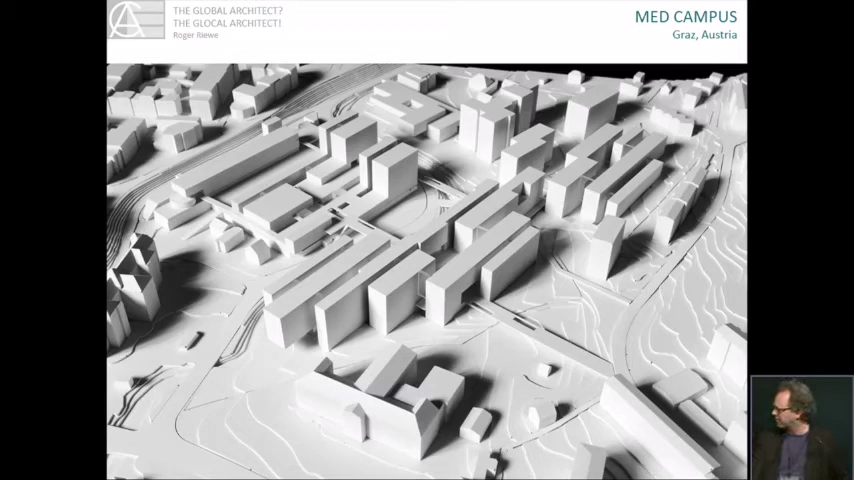 THE GLOBAL ARCHITECT?
THE GLOCAL ARCHITECT!
Roger Riewe
MED CAMPUS
Graz, Austria